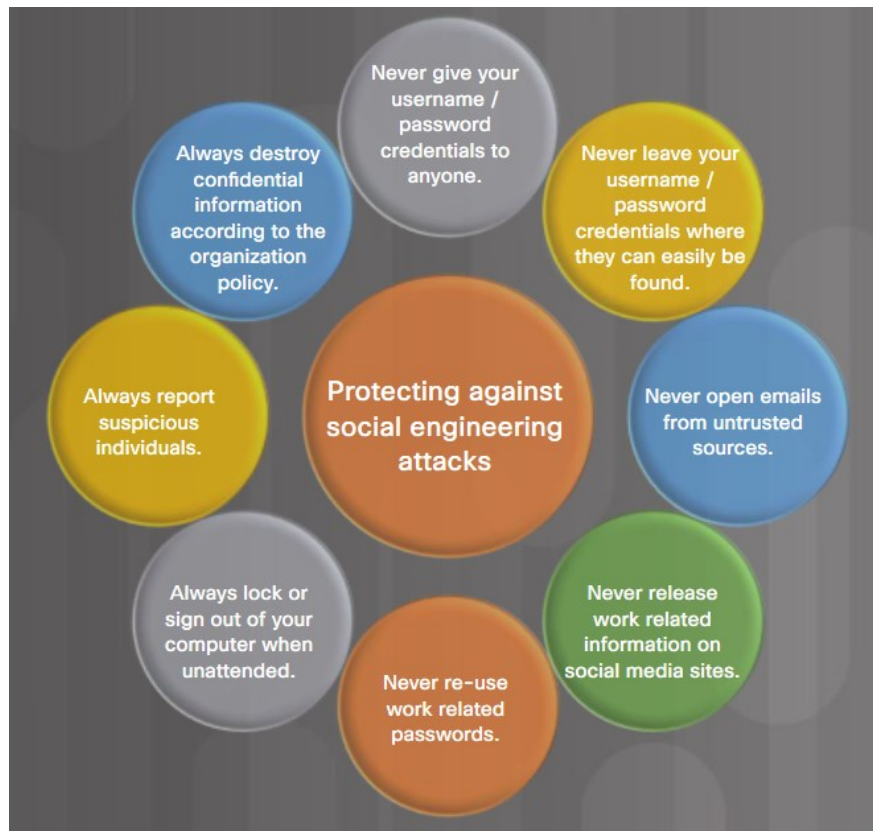 Protecting against
social engineering
attacks
Never give your
username /
password
credentials to
anyone.
Never leave your
username /
password
credentials where
they can easily be
found.
Never open emails
from untrusted
sources.
Never release
work related
information on
social media sites.
Never re-use
work related
passwords.
Always lock or
sign out of your
computer when
unattended.
Always report
suspicious
individuals.
Always destroy
confidential
information
according to the
organization
policy.